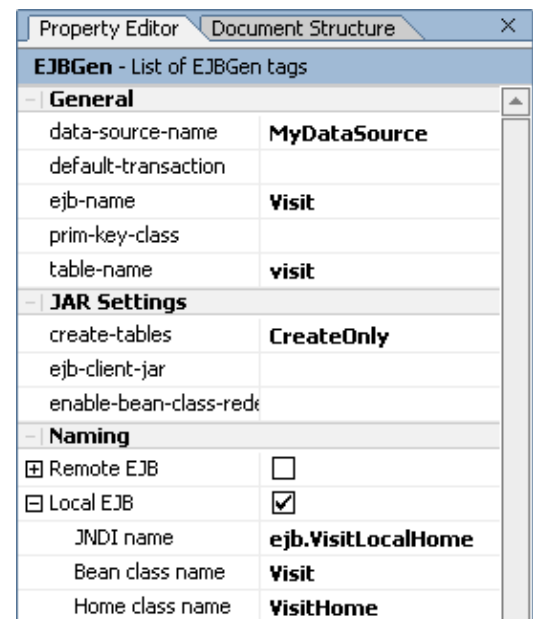 Property Editor Document Structure
EJBGen - List of EJBGen tags
General
data-source-name MyDataSource
default-transaction
ejb-name Visit
prim-key-class
table-name visit
JAR Settings
create-tables CreateOnly
ejb-client-jar
enable-bean-class-rede
Naming
Remote EJB
Local EJB
JNDI name ejb.VisitLocalHome
Bean class name Visit
Home class name VisitHome